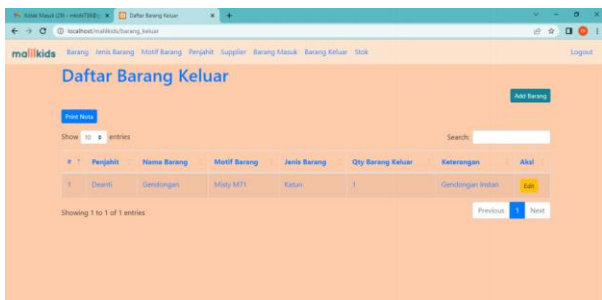 Daftar Barang Keluar
localhost/malilkids/barang_keluar
malilkids Barang Jenis Barang Motif Barang Penjahit Supplier Barang Masuk Barang Keluar Stok Logout
Daftar Barang Keluar
Add Barang
Print Nota
Show 10 entries Search:
# Penjahit Nama Barang Motif Barang Jenis Barang Qty Barang Keluar Keterangan Aksi
1 Deanti Gendongan Misty M71 Katun 1 Gendongan Instan Edit
Showing 1 to 1 of 1 entries Previous 1 Next